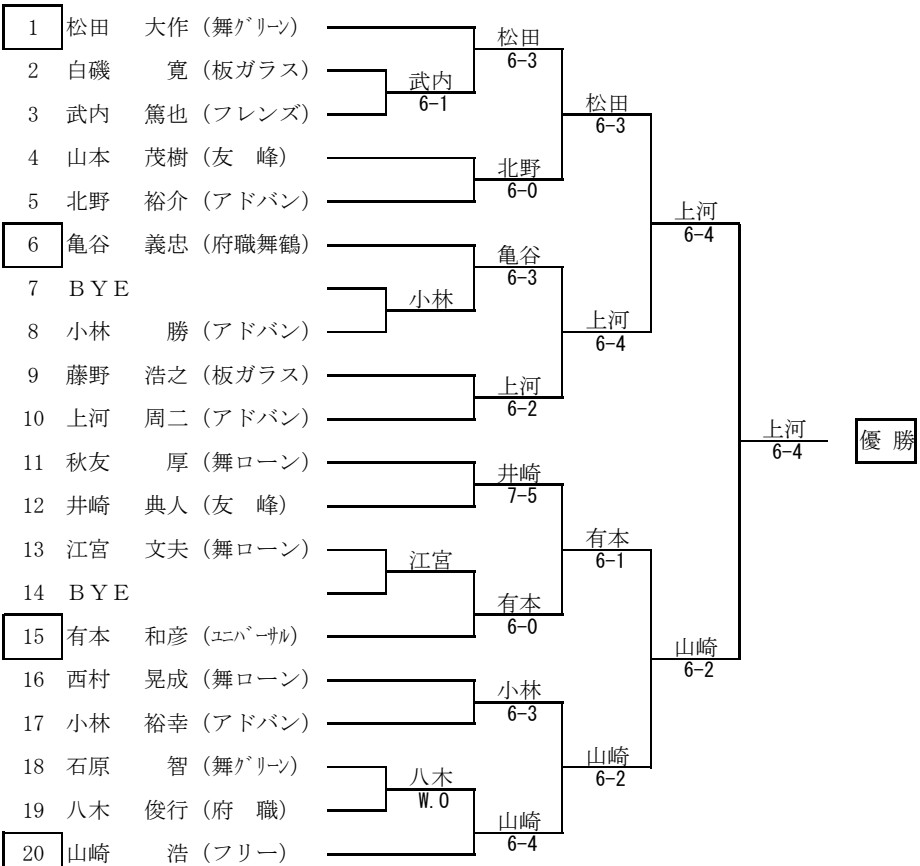 1 松田 大作 (舞グリーン)
松田
6-3
2 白磯 寛 (板ガラス)
武内
6-1
松田
6-3
3 武内 篤也 (フレンズ)
4 山本 茂樹 (友 峰)
北野
6-0
5 北野 裕介 (アドバン)
上河
6-4
6 亀谷 義忠 (府職舞鶴)
亀谷
6-3
7 BYE
小林
上河
6-4
8 小林 勝 (アドバン)
9 藤野 浩之 (板ガラス)
上河
6-2
10 上河 周二 (アドバン)
上河
6-4
優 勝
11 秋友 厚 (舞ローン)
井崎
7-5
12 井崎 典人 (友 峰)
13 江宮 文夫 (舞ローン)
江宮
有本
6-1
14 BYE
有本
6-0
15 有本 和彦 (ユニバーサル)
山崎
6-2
16 西村 晃成 (舞ローン)
小林
6-3
17 小林 裕幸 (アドバン)
18 石原 智 (舞グリーン)
八木
W.O
山崎
6-2
19 八木 俊行 (府 職)
山崎
6-4
20 山崎 浩 (フリー)